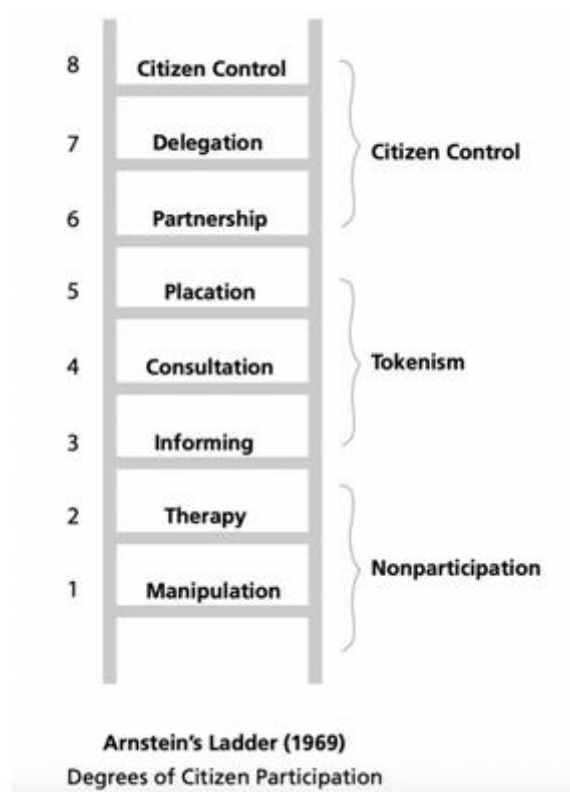 8 Citizen Control
7 Delegation
Citizen Control
6 Partnership
5 Placation
4 Consultation
Tokenism
3 Informing
2 Therapy
1 Manipulation
Nonparticipation
Arnstein's Ladder (1969)
Degrees of Citizen Participation